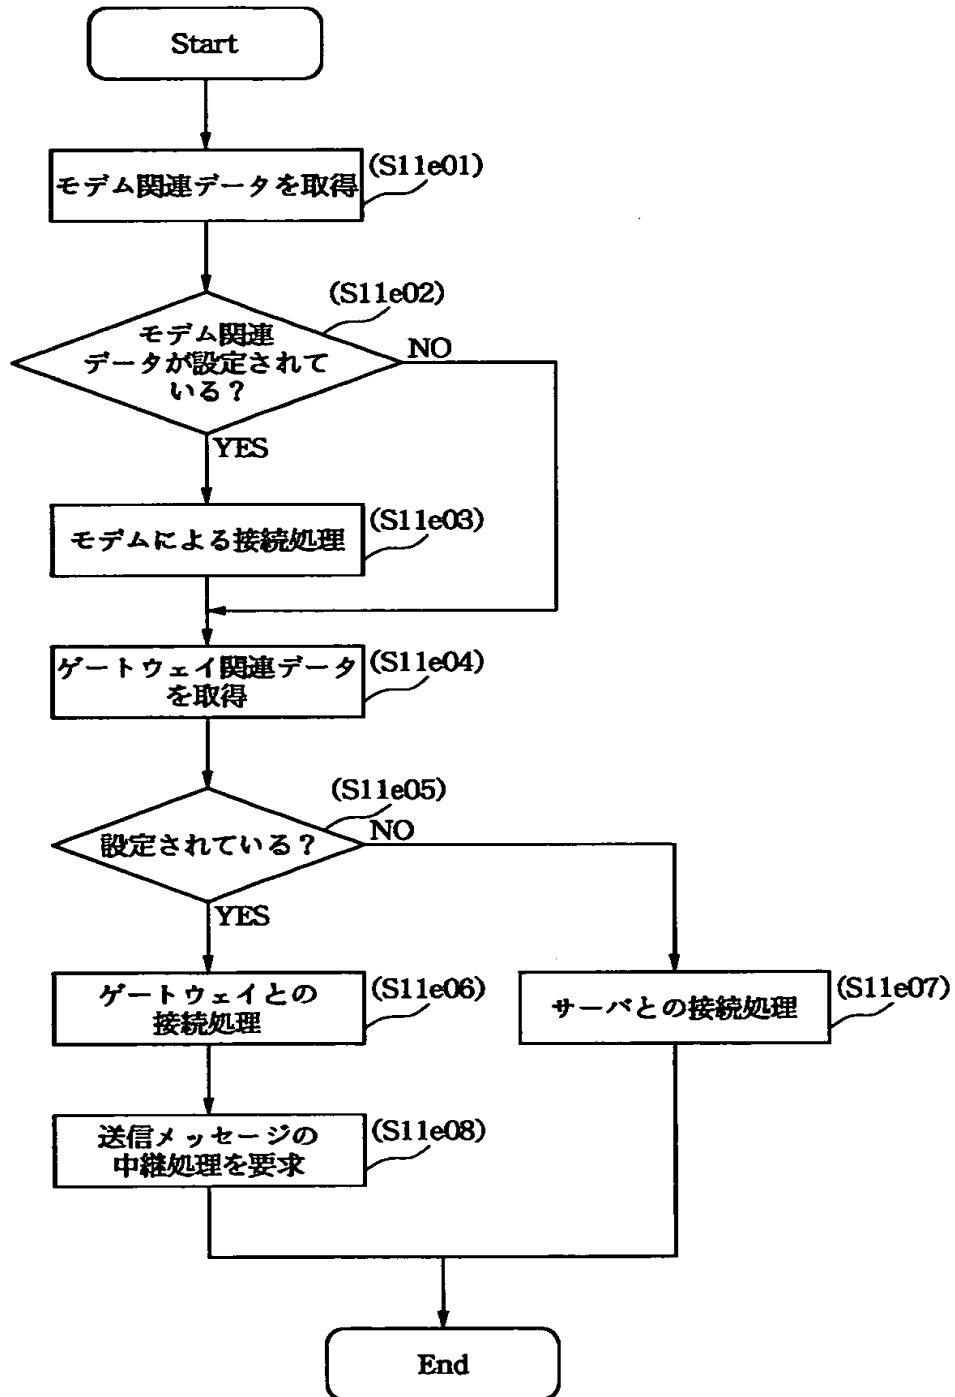 Start
(S11e01)
モデム関連データを取得
(S11e02)
モデム関連
データが設定されて
いる？
NO
YES
(S11e03)
モデムによる接続処理
(S11e04)
ゲートウェイ関連データ
を取得
(S11e05)
設定されている？
NO
YES
(S11e06)
ゲートウェイとの
接続処理
(S11e07)
サーバとの接続処理
(S11e08)
送信メッセージの
中継処理を要求
End